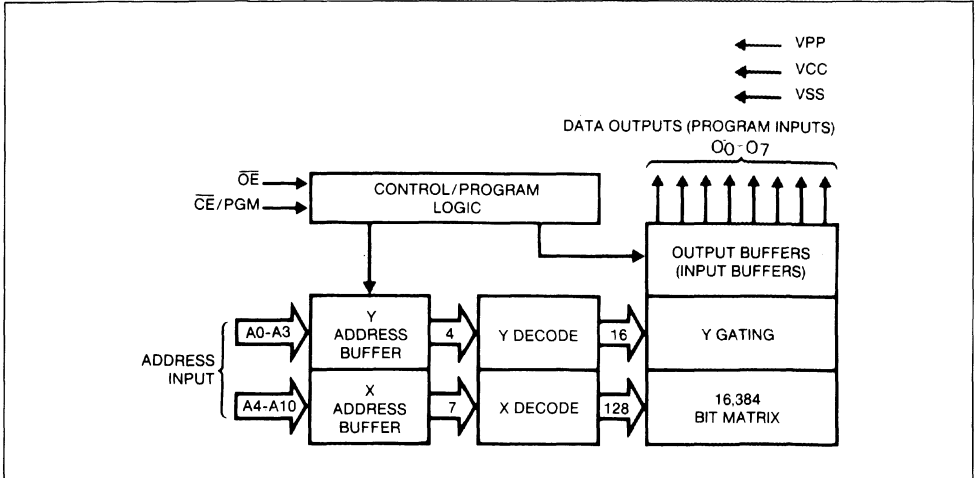 VPP
VCC
VSS
DATA OUTPUTS (PROGRAM INPUTS)
O0-O7
OE
CE/PGM
CONTROL/PROGRAM
LOGIC
OUTPUT BUFFERS
(INPUT BUFFERS)
ADDRESS
INPUT
A0-A3
Y
ADDRESS
BUFFER
4
Y DECODE
16
Y GATING
A4-A10
X
ADDRESS
BUFFER
7
X DECODE
128
16,384
BIT MATRIX